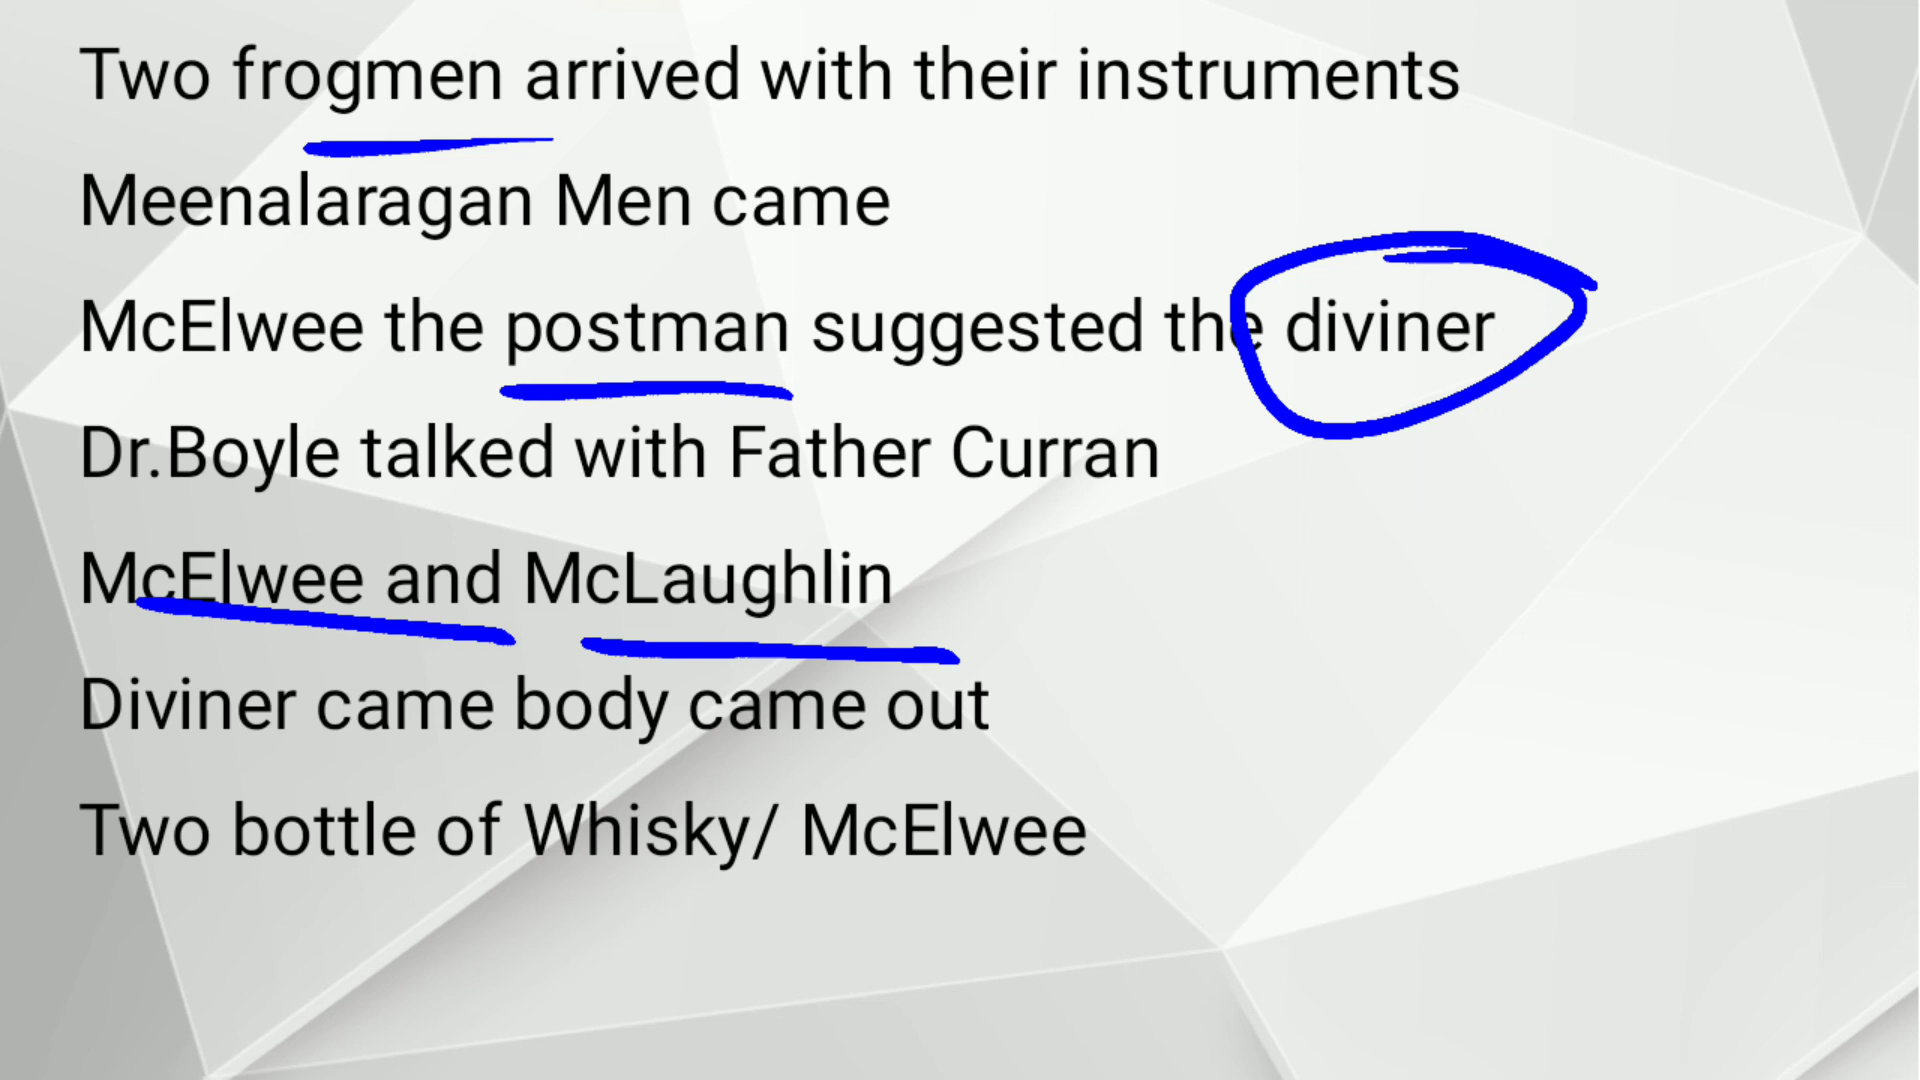 Two frogmen arrived with their instruments
Meenalaragan Men came
McElwee the postman suggested the diviner
Dr.Boyle talked with Father Curran
McElwee and McLaughlin
Diviner came body came out
Two bottle of Whisky/ McElwee